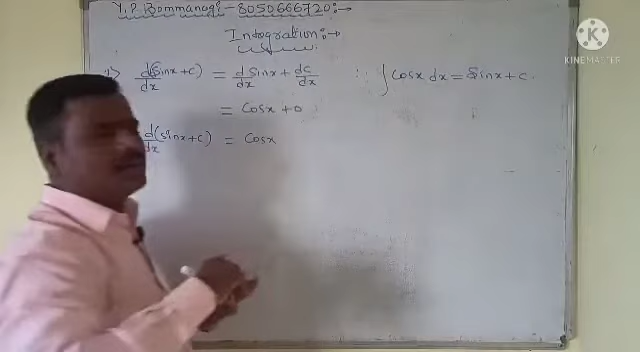 Y.P Bommanagi - 8050666720:→
Integration:→
1> d(sinx+c)/dx = d sinx/dx + dc/dx ∴ ∫cosx dx = sinx + c.
= cosx + 0
d(sinx+c)/dx = cosx
KINEMASTER